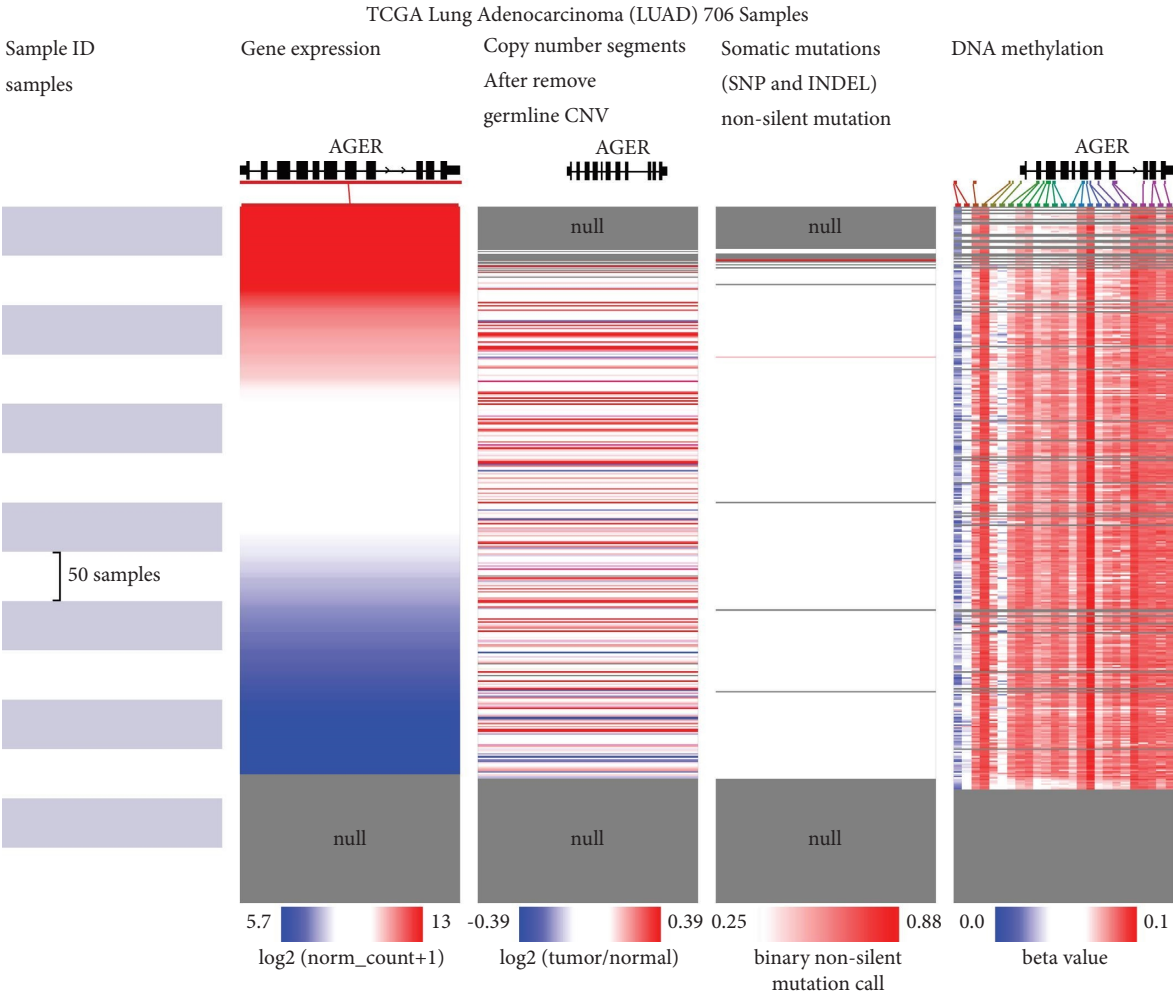 TCGA Lung Adenocarcinoma (LUAD) 706 Samples
Sample ID
samples
Gene expression
Copy number segments
After remove
germline CNV
Somatic mutations
(SNP and INDEL)
non-silent mutation
DNA methylation
AGER
AGER
AGER
null
null
50 samples
null
null
null
5.7
13
log2 (norm_count+1)
-0.39
0.39
log2 (tumor/normal)
0.25
0.88
binary non-silent
mutation call
0.0
0.1
beta value